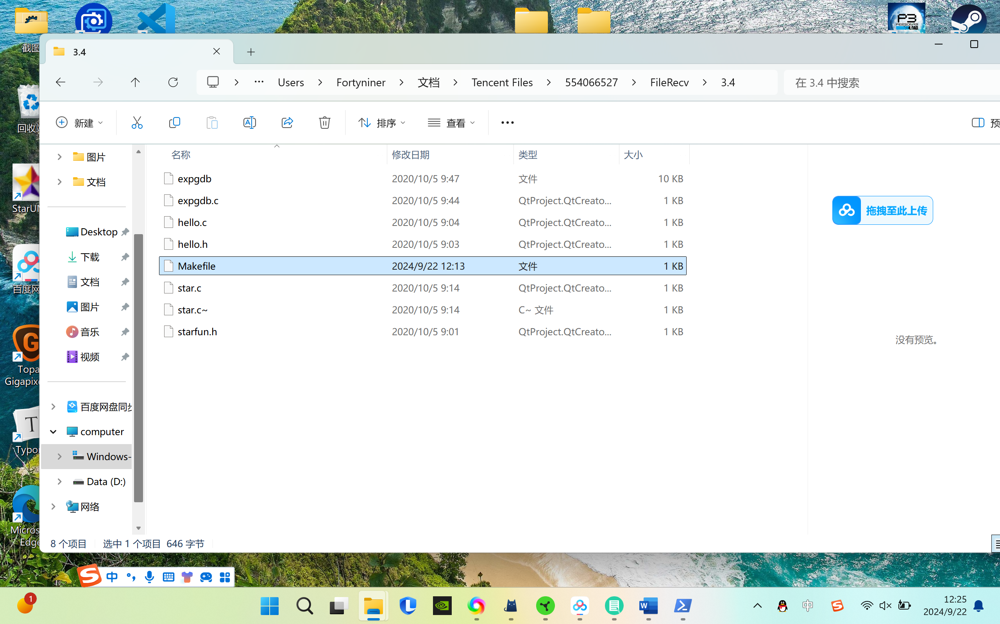 P3
PERSONA3
RELOAD
截图
3.4
Users
Fortyniner
文档
Tencent Files
554066527
FileRecv
3.4
在 3.4 中搜索
新建
排序
查看
预
回收站
StarUM
百度网
Topa
Gigapix
Typor
Micros
Edge
图片
文档
Desktop
下载
文档
图片
音乐
视频
百度网盘同步
computer
Windows-
Data (D:)
网络
名称 修改日期 类型 大小
expgdb 2020/10/5 9:47 文件 10 KB
expgdb.c 2020/10/5 9:44 QtProject.QtCreato... 1 KB
hello.c 2020/10/5 9:04 QtProject.QtCreato... 1 KB
hello.h 2020/10/5 9:03 QtProject.QtCreato... 1 KB
Makefile 2024/9/22 12:13 文件 1 KB
star.c 2020/10/5 9:14 QtProject.QtCreato... 1 KB
star.c~ 2020/10/5 9:14 C~ 文件 1 KB
starfun.h 2020/10/5 9:01 QtProject.QtCreato... 1 KB
拖拽至此上传
没有预览。
8 个项目 选中 1 个项目 646 字节
中
1
中
12:25
2024/9/22